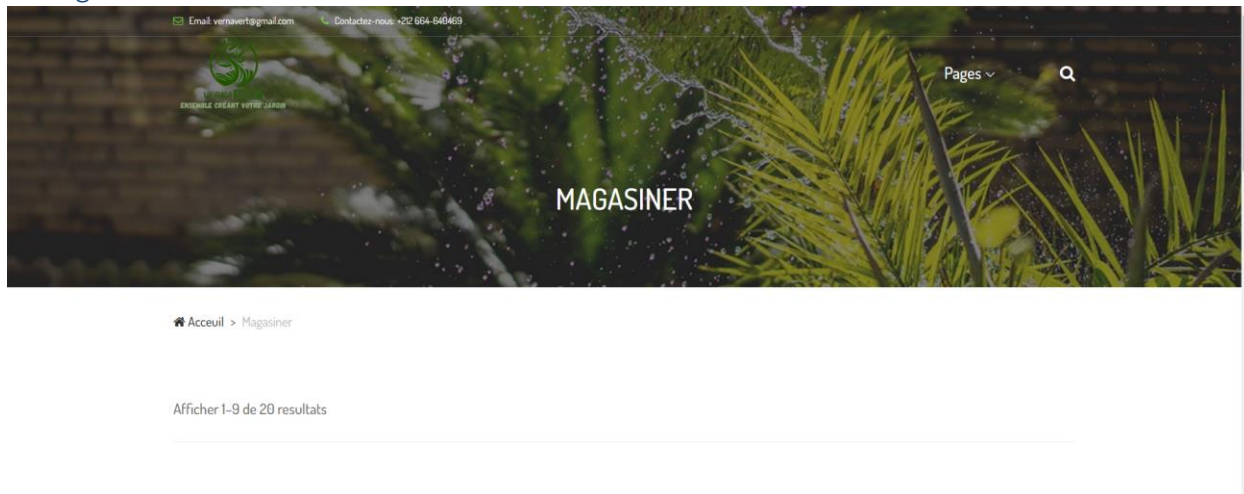 Email: vernavert@gmail.com Contactez-nous: +212 664-640469
ENSEMBLE CRÉANT VOTRE JARDIN
Pages
MAGASINER
Acceuil > Magasiner
Afficher 1-9 de 20 resultats